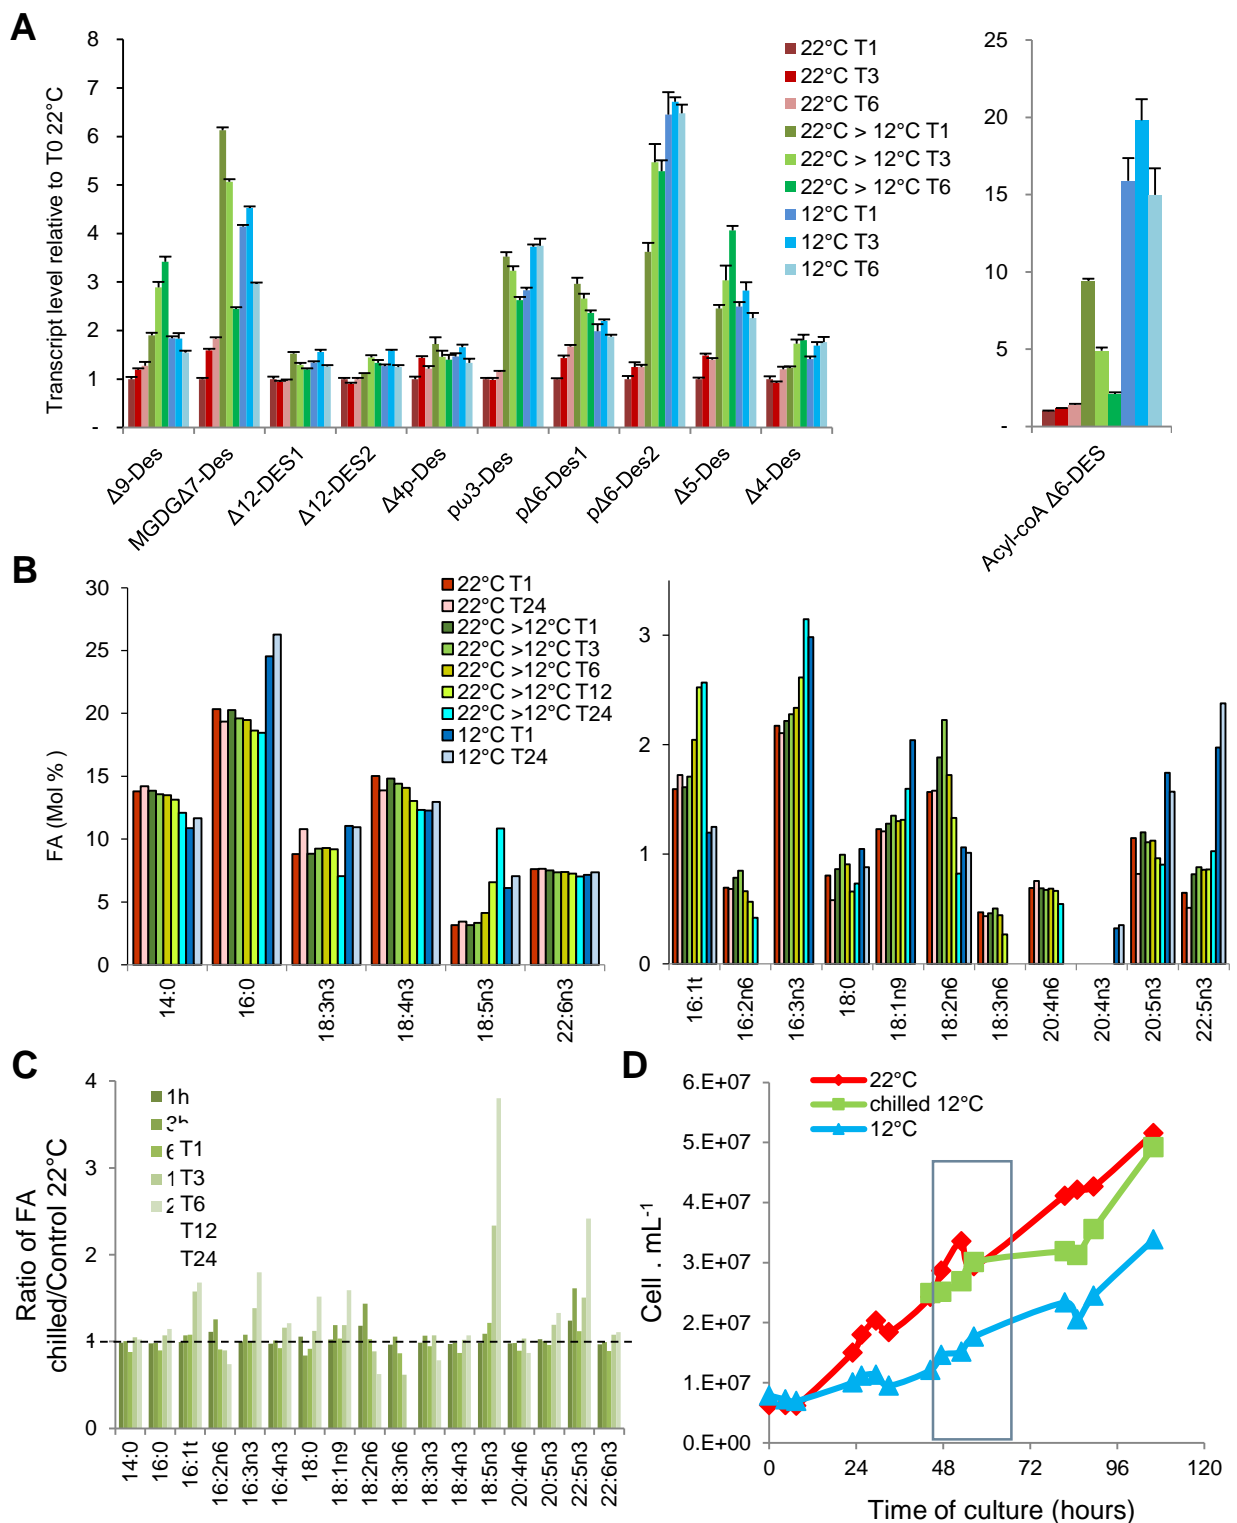 A
Transcript level relative to T0 22°C
8
7
6
5
4
3
2
1
-
22°C T1
22°C T3
22°C T6
22°C > 12°C T1
22°C > 12°C T3
22°C > 12°C T6
12°C T1
12°C T3
12°C T6
25
20
15
10
5
-
Δ9-Des
MGDGΔ7-Des
Δ12-DES1
Δ12-DES2
Δ4p-Des
pω3-Des
pΔ6-Des1
pΔ6-Des2
Δ5-Des
Δ4-Des
Acyl-coA Δ6-DES
B
FA (Mol % )
30
25
20
15
10
5
0
22°C T1
22°C T24
22°C >12°C T1
22°C >12°C T3
22°C >12°C T6
22°C >12°C T12
22°C >12°C T24
12°C T1
12°C T24
3
2
1
0
14:0
16:0
18:3n3
18:4n3
18:5n3
22:6n3
16:1t
16:2n6
16:3n3
18:0
18:1n9
18:2n6
18:3n6
20:4n6
20:4n3
20:5n3
22:5n3
C
Ratio of FA
chilled/Control 22°C
4
3
2
1
0
1h
3h
6 T1
1 T3
2 T6
T12
T24
14:0
16:0
16:1t
16:2n6
16:3n3
16:4n3
18:0
18:1n9
18:2n6
18:3n6
18:3n3
18:4n3
18:5n3
20:4n6
20:5n3
22:5n3
22:6n3
D
Cell . mL-1
6.E+07
5.E+07
4.E+07
3.E+07
2.E+07
1.E+07
0.E+00
22°C
chilled 12°C
12°C
0
24
48
72
96
120
Time of culture (hours)